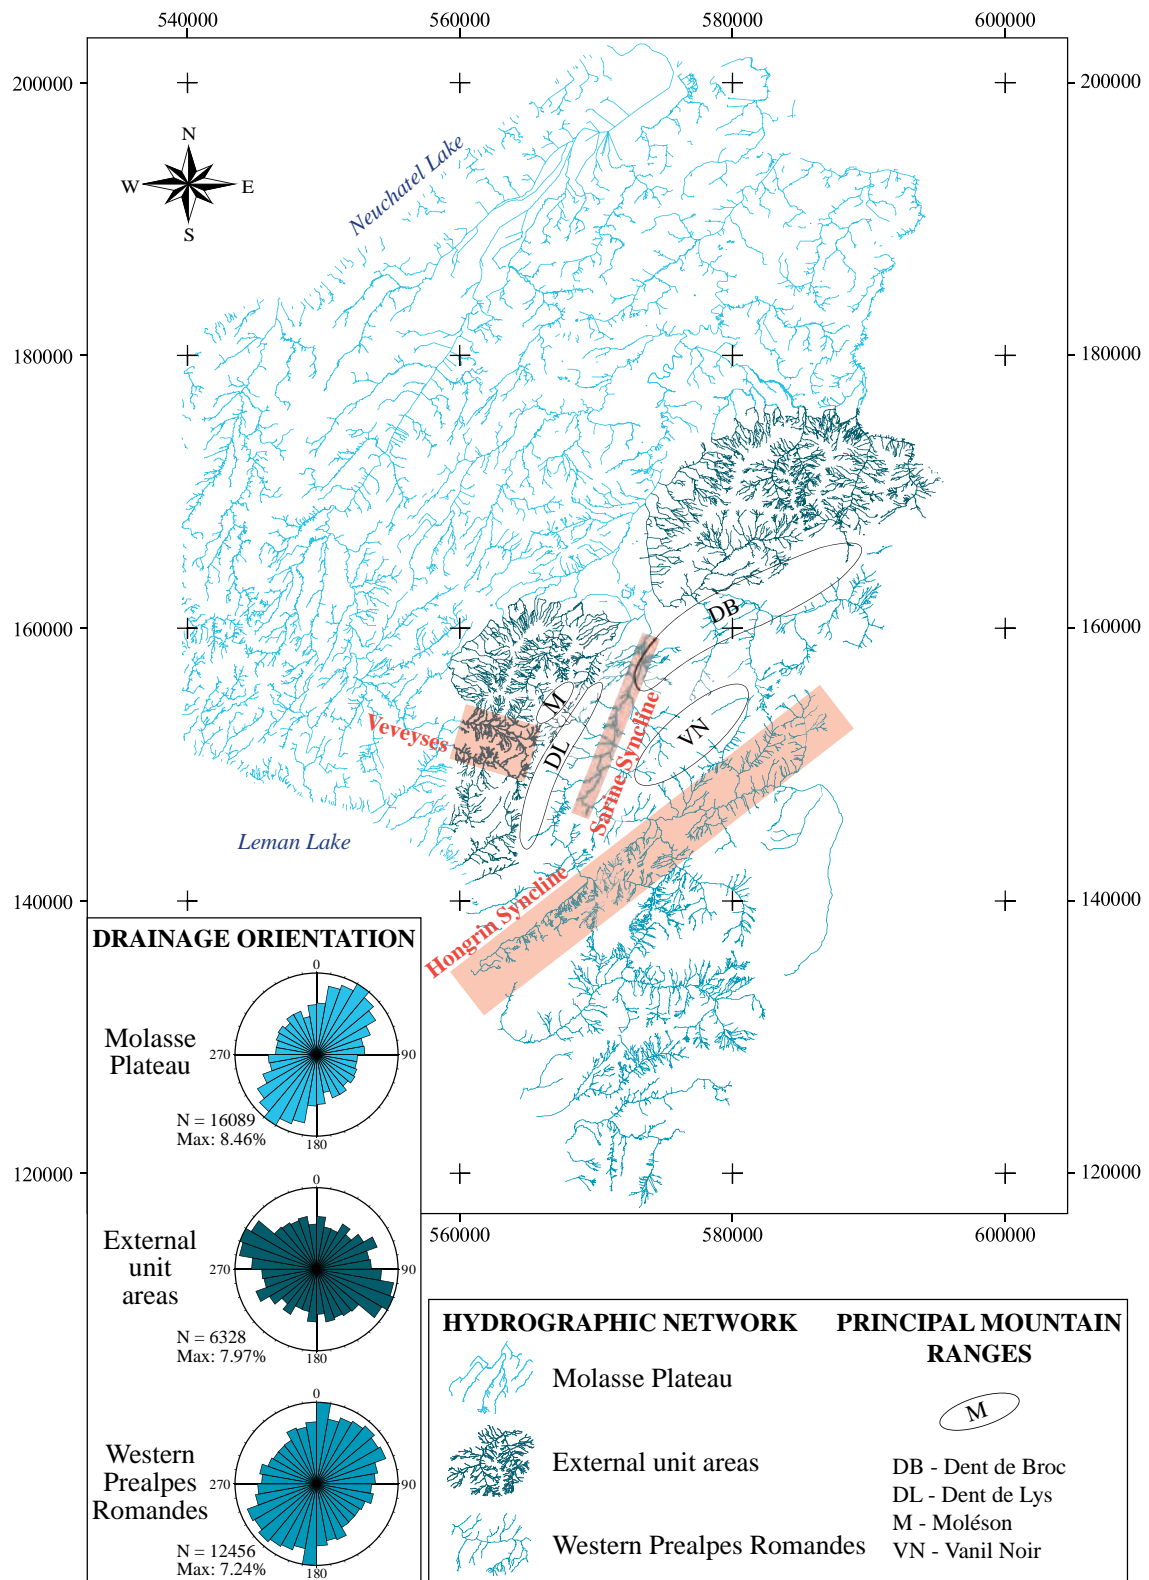 540000 560000 580000 600000
200000 200000
N
W E
S
Neuchatel Lake
180000 180000
DB
160000 160000
M
Veveyses
VN
DL
Sarine Syncline
Leman Lake
Hongrin Syncline
140000 140000
120000 120000
560000 580000 600000
DRAINAGE ORIENTATION
0
Molasse
Plateau
270 90
180
N = 16089
Max: 8.46%
0
External
unit
areas
270 90
180
N = 6328
Max: 7.97%
0
Western
Prealpes
Romandes
270 90
180
N = 12456
Max: 7.24%
HYDROGRAPHIC NETWORK
Molasse Plateau
External unit areas
Western Prealpes Romandes
PRINCIPAL MOUNTAIN
RANGES
M
DB - Dent de Broc
DL - Dent de Lys
M - Moléson
VN - Vanil Noir